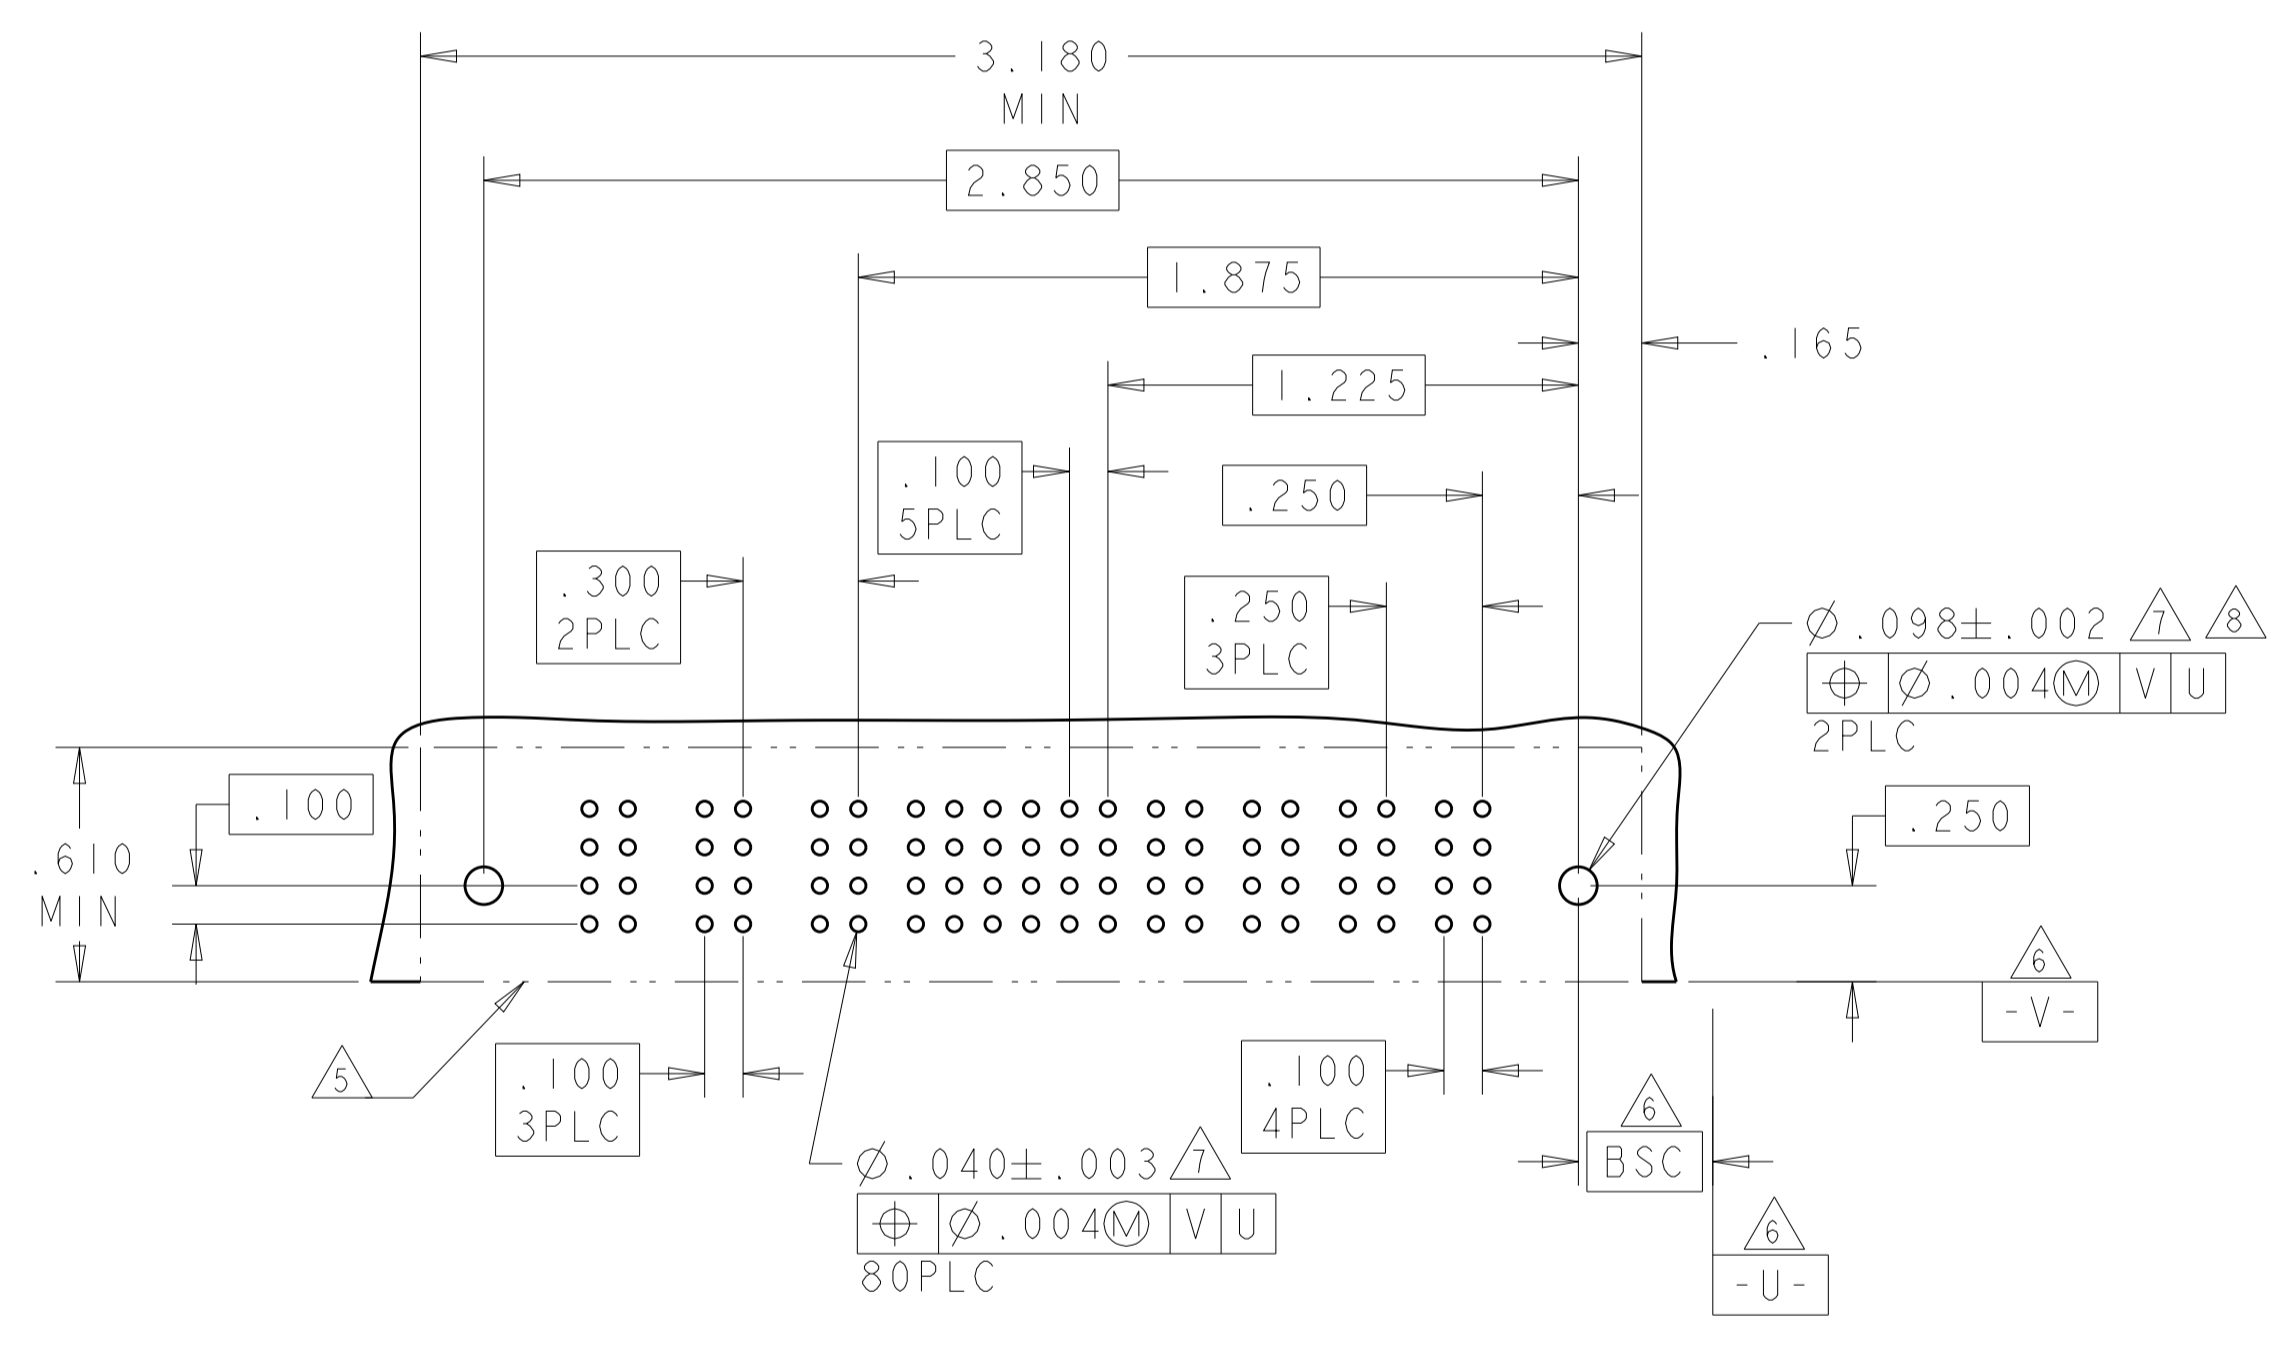 3.180
MIN
2.850
1.875
.165
1.225
.100
5PLC
.250
.300
2PLC
.250
3PLC
Ø.098±.002 7 8
⌖ Ø.004Ⓜ V U
2PLC
.100
.250
.610
MIN
6
-V-
5
.100
3PLC
.100
4PLC
6
BSC
Ø.040±.003 7
⌖ Ø.004Ⓜ V U
80PLC
6
-U-